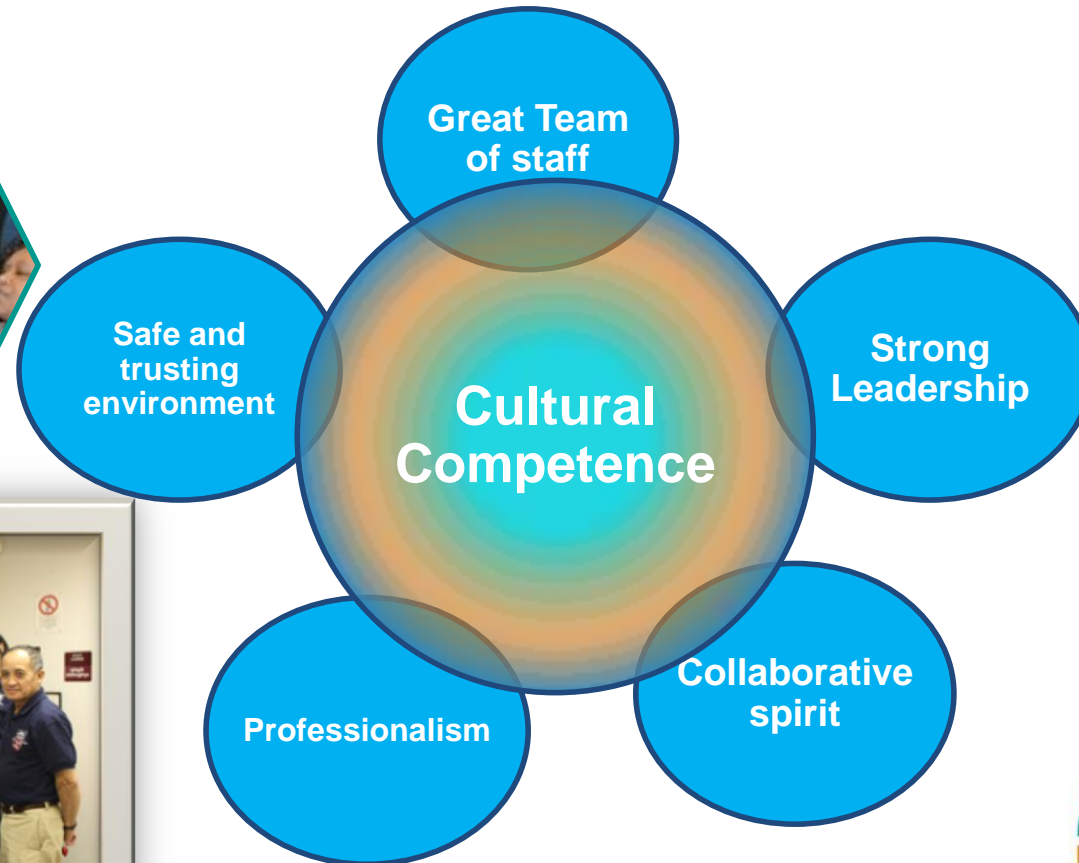 Great Team
of staff
Safe and
trusting
environment
Strong
Leadership
Cultural
Competence
Collaborative
spirit
Professionalism